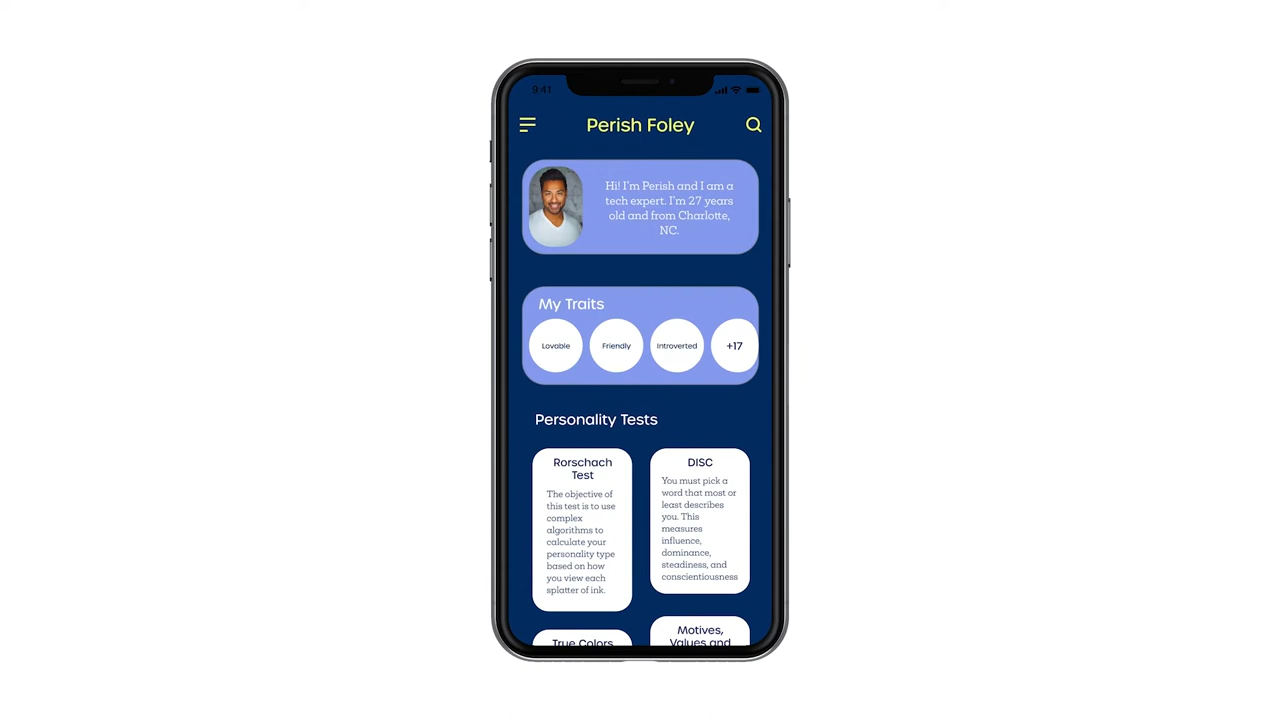 9:41
Perish Foley
Hi! I'm Perish and I am a
tech expert. I'm 27 years
old and from Charlotte,
NC.
My Traits
Lovable
Friendly
Introverted
+17
Personality Tests
Rorschach
Test
The objective of
this test is to use
complex
algorithms to
calculate your
personality type
based on how
you view each
splatter of ink.
DISC
You must pick a
word that most or
least describes
you. This
measures
influence,
dominance,
steadiness, and
conscientiousness
True Colors
Motives,
Values and